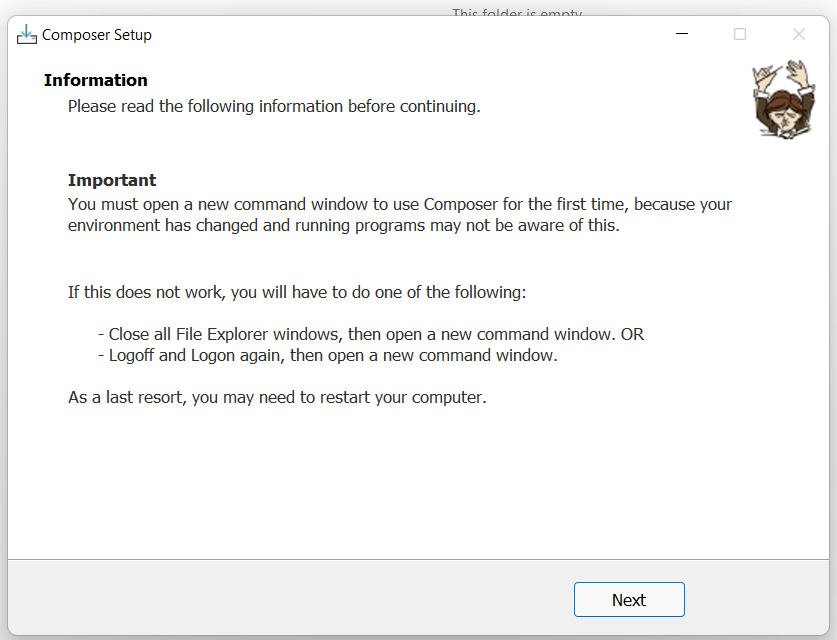 This folder is empty.
Composer Setup
Information
Please read the following information before continuing.
Important
You must open a new command window to use Composer for the first time, because your
environment has changed and running programs may not be aware of this.
If this does not work, you will have to do one of the following:
- Close all File Explorer windows, then open a new command window. OR
- Logoff and Logon again, then open a new command window.
As a last resort, you may need to restart your computer.
Next